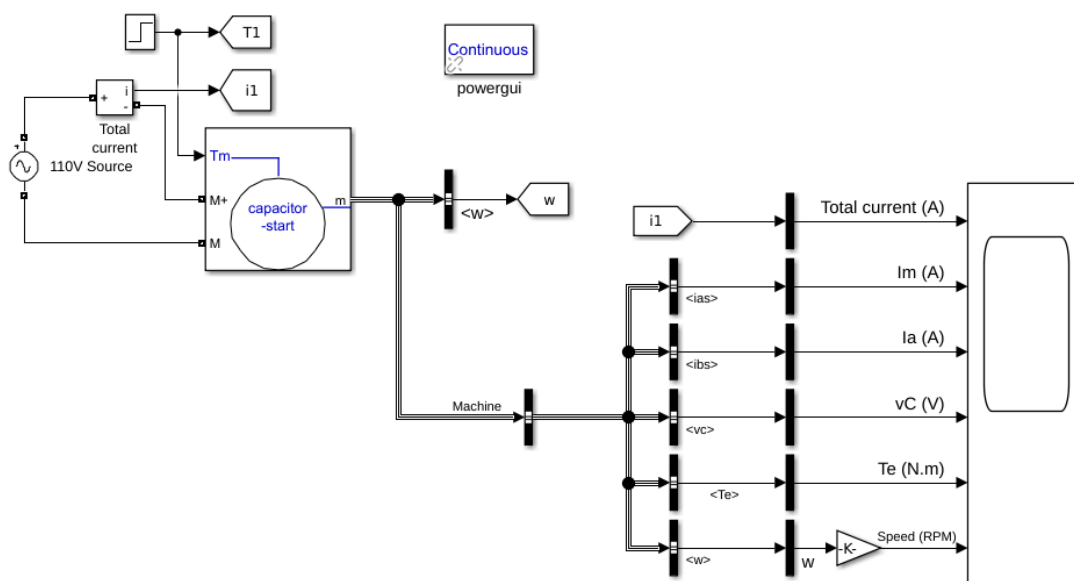 T1
Continuous
powergui
i1
+
i
-
Total
current
110V Source
+
Tm
M+
M
m
capacitor
-start
<w>
w
i1
Total current (A)
<ias>
Im (A)
<ibs>
Ia (A)
Machine
<vc>
vC (V)
<Te>
Te (N.m)
<w>
w
-K-
Speed (RPM)